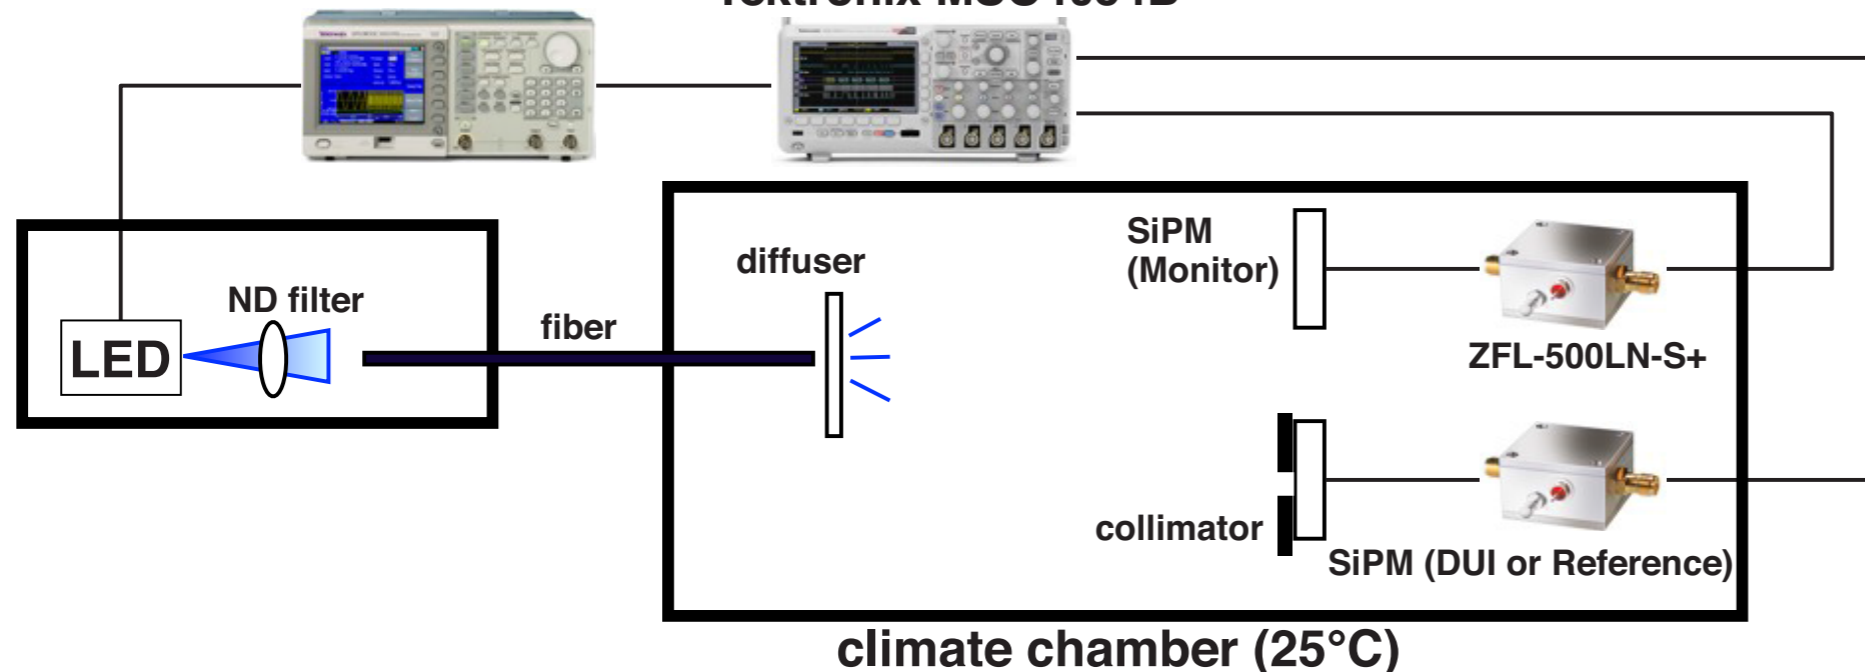 ND filter
LED
fiber
diffuser
SiPM
(Monitor)
ZFL-500LN-S+
collimator
SiPM (DUI or Reference)
climate chamber (25°C)